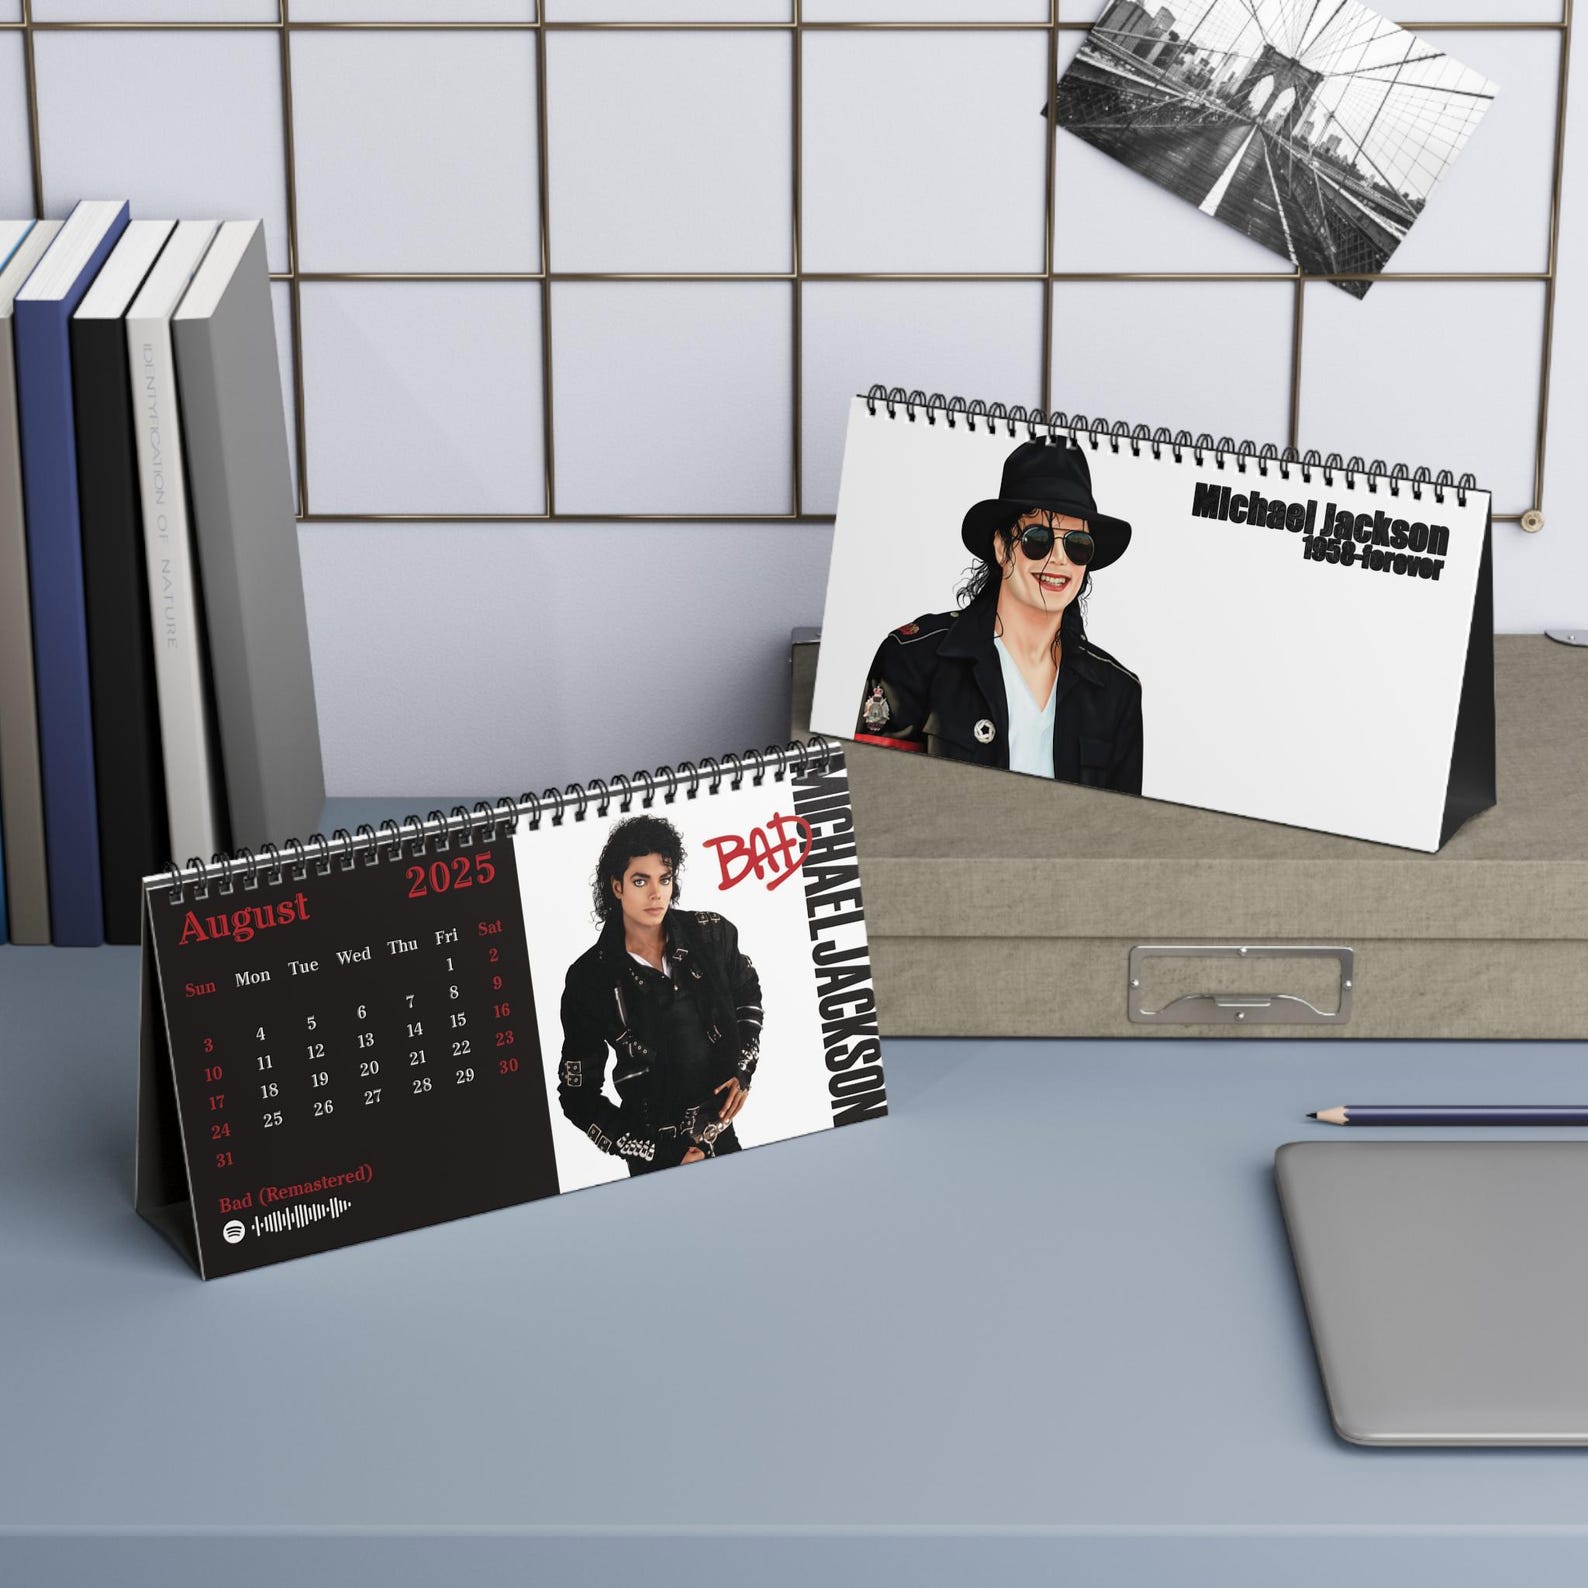 IDENTYFICATION OF NATURE
Michael Jackson
1958-forever
August 2025
Sun Mon Tue Wed Thu Fri Sat
1 2
3 4 5 6 7 8 9
10 11 12 13 14 15 16
17 18 19 20 21 22 23
24 25 26 27 28 29 30
31
Bad (Remastered)
BAD
MICHAEL JACKSON